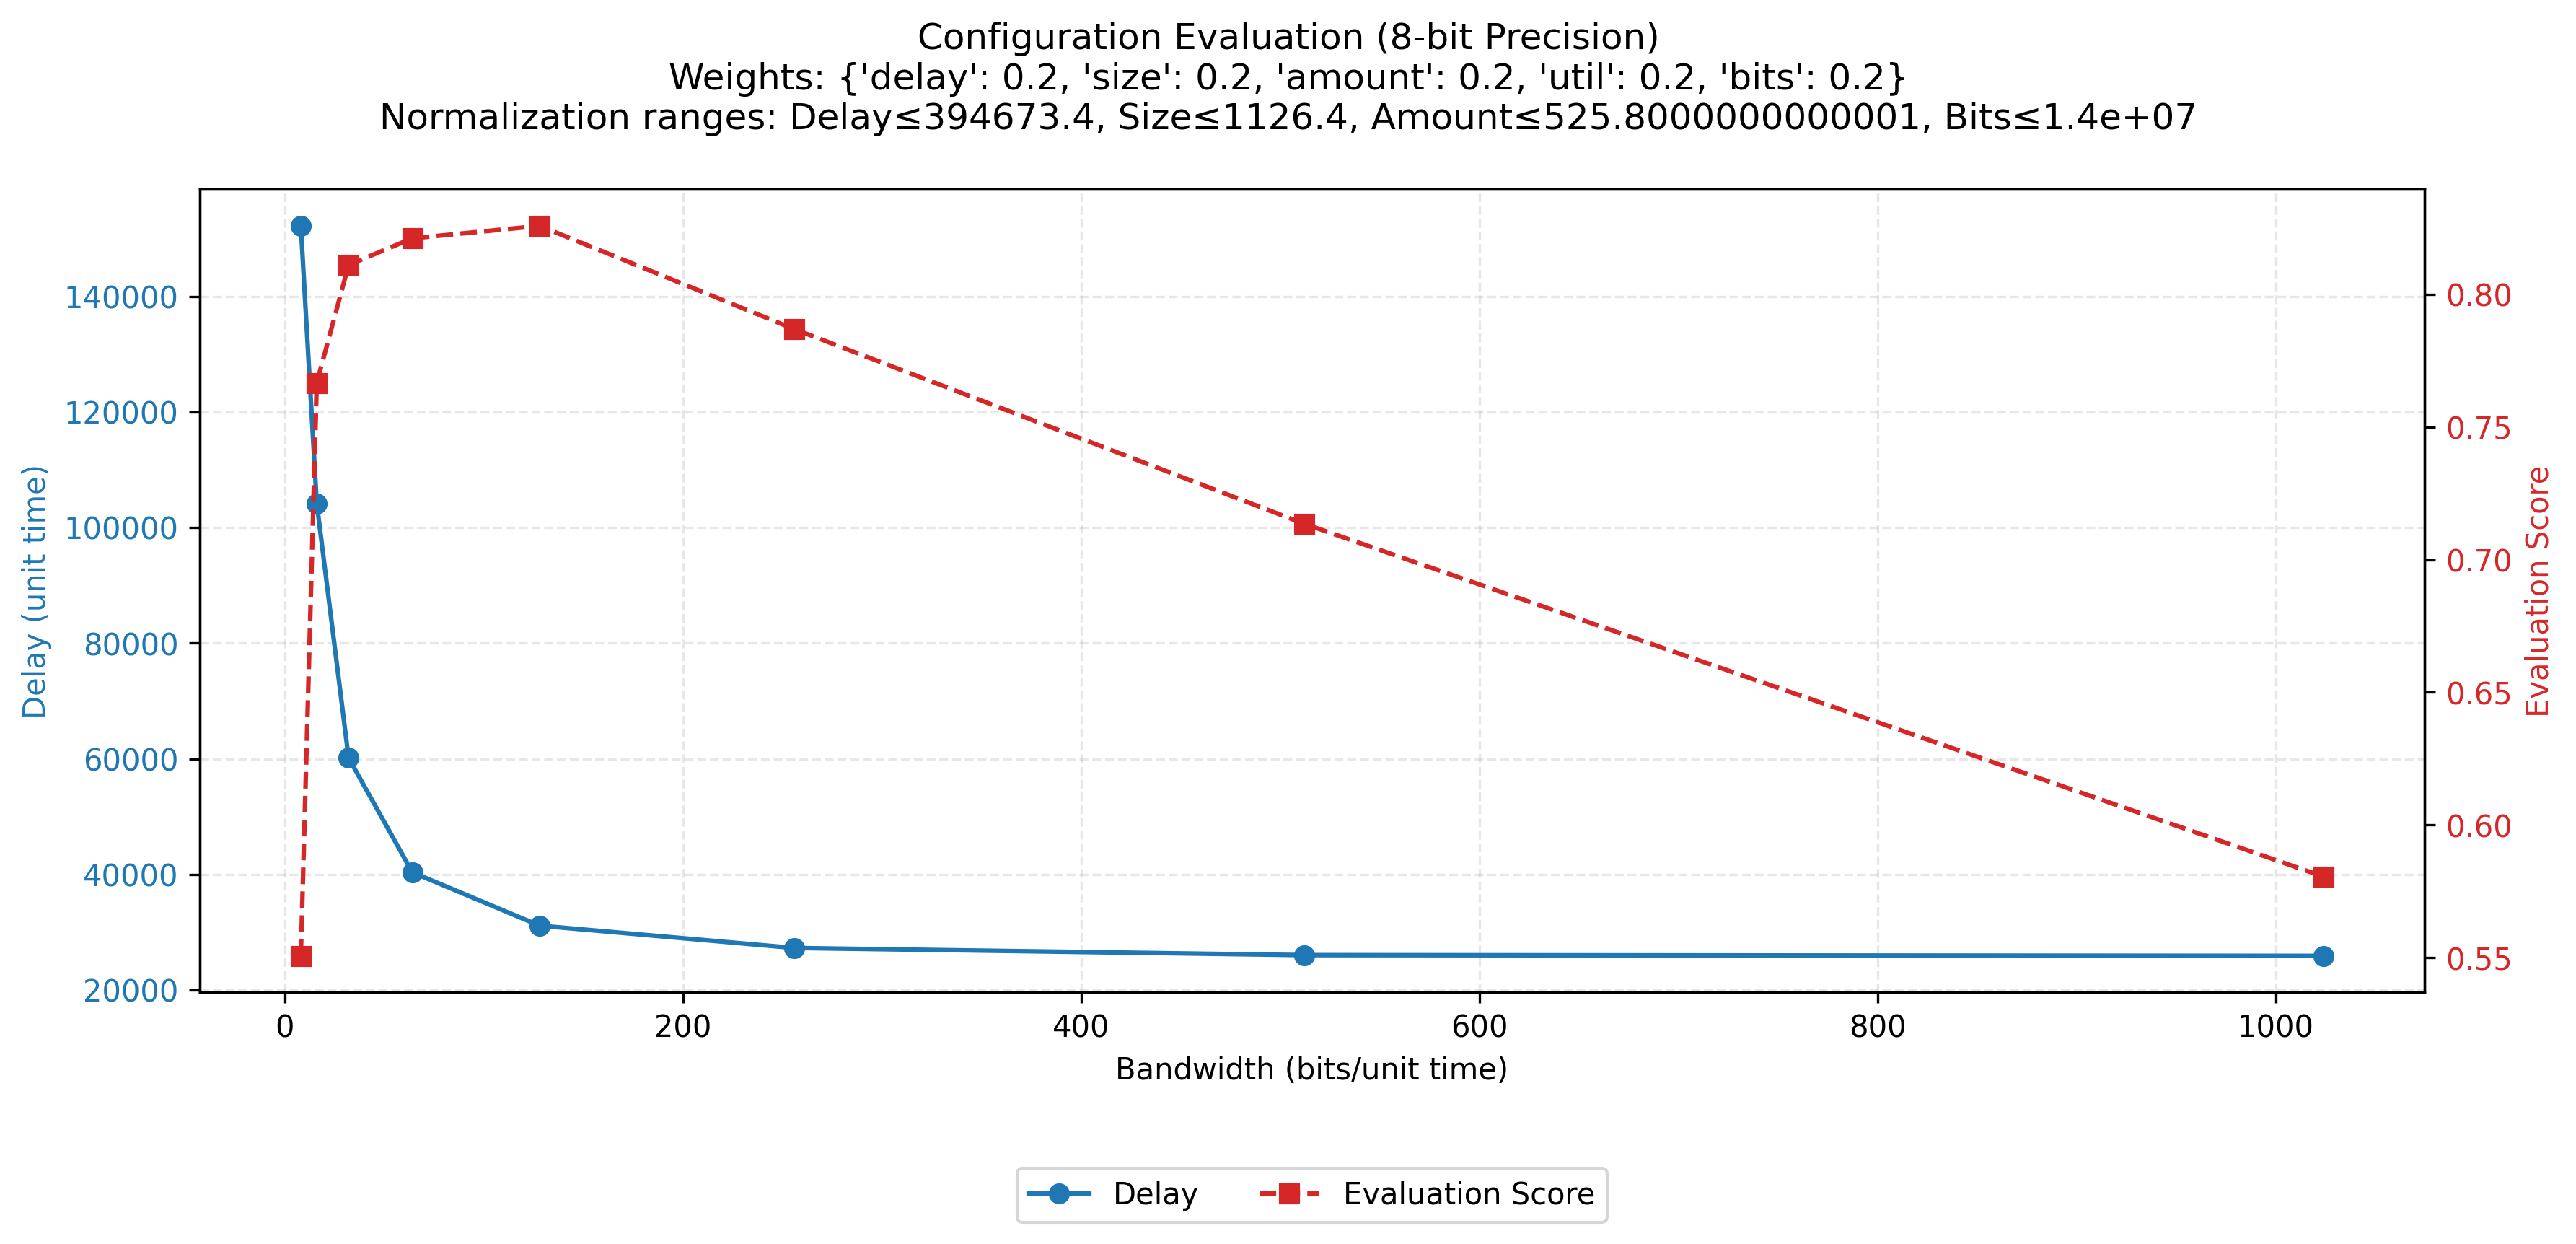 Configuration Evaluation (8-bit Precision)
Weights: {'delay': 0.2, 'size': 0.2, 'amount': 0.2, 'util': 0.2, 'bits': 0.2}
Normalization ranges: Delay≤394673.4, Size≤1126.4, Amount≤525.8000000000001, Bits≤1.4e+07
140000
120000
100000
80000
60000
40000
20000
Delay (unit time)
0.80
0.75
0.70
0.65
0.60
0.55
Evaluation Score
0 200 400 600 800 1000
Bandwidth (bits/unit time)
Delay Evaluation Score